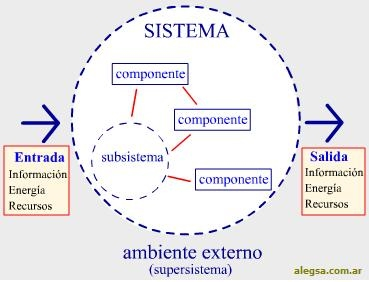 SISTEMA
componente
componente
subsistema
componente
Entrada
Información
Energía
Recursos
Salida
Información
Energía
Recursos
ambiente externo
(supersistema)
alegsa.com.ar